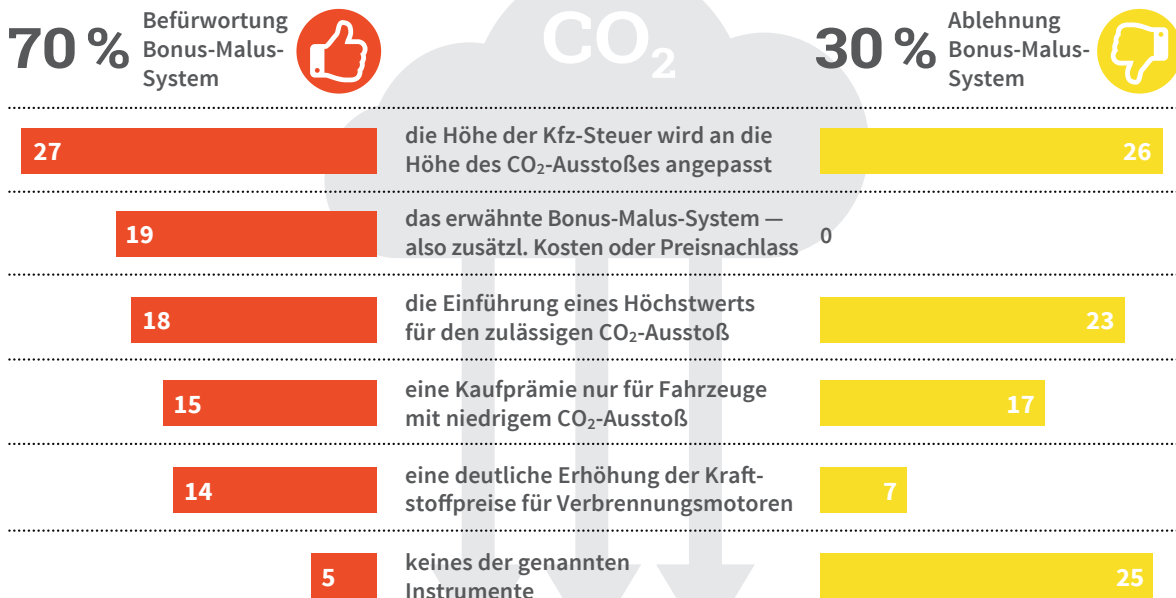 70 %
Befürwortung
Bonus-Malus-
System
CO₂
30 %
Ablehnung
Bonus-Malus-
System
27
die Höhe der Kfz-Steuer wird an die
Höhe des CO₂-Ausstoßes angepasst
26
19
das erwähnte Bonus-Malus-System —
also zusätzl. Kosten oder Preisnachlass
0
18
die Einführung eines Höchstwerts
für den zulässigen CO₂-Ausstoß
23
15
eine Kaufprämie nur für Fahrzeuge
mit niedrigem CO₂-Ausstoß
17
14
eine deutliche Erhöhung der Kraft-
stoffpreise für Verbrennungsmotoren
7
5
keines der genannten
Instrumente
25